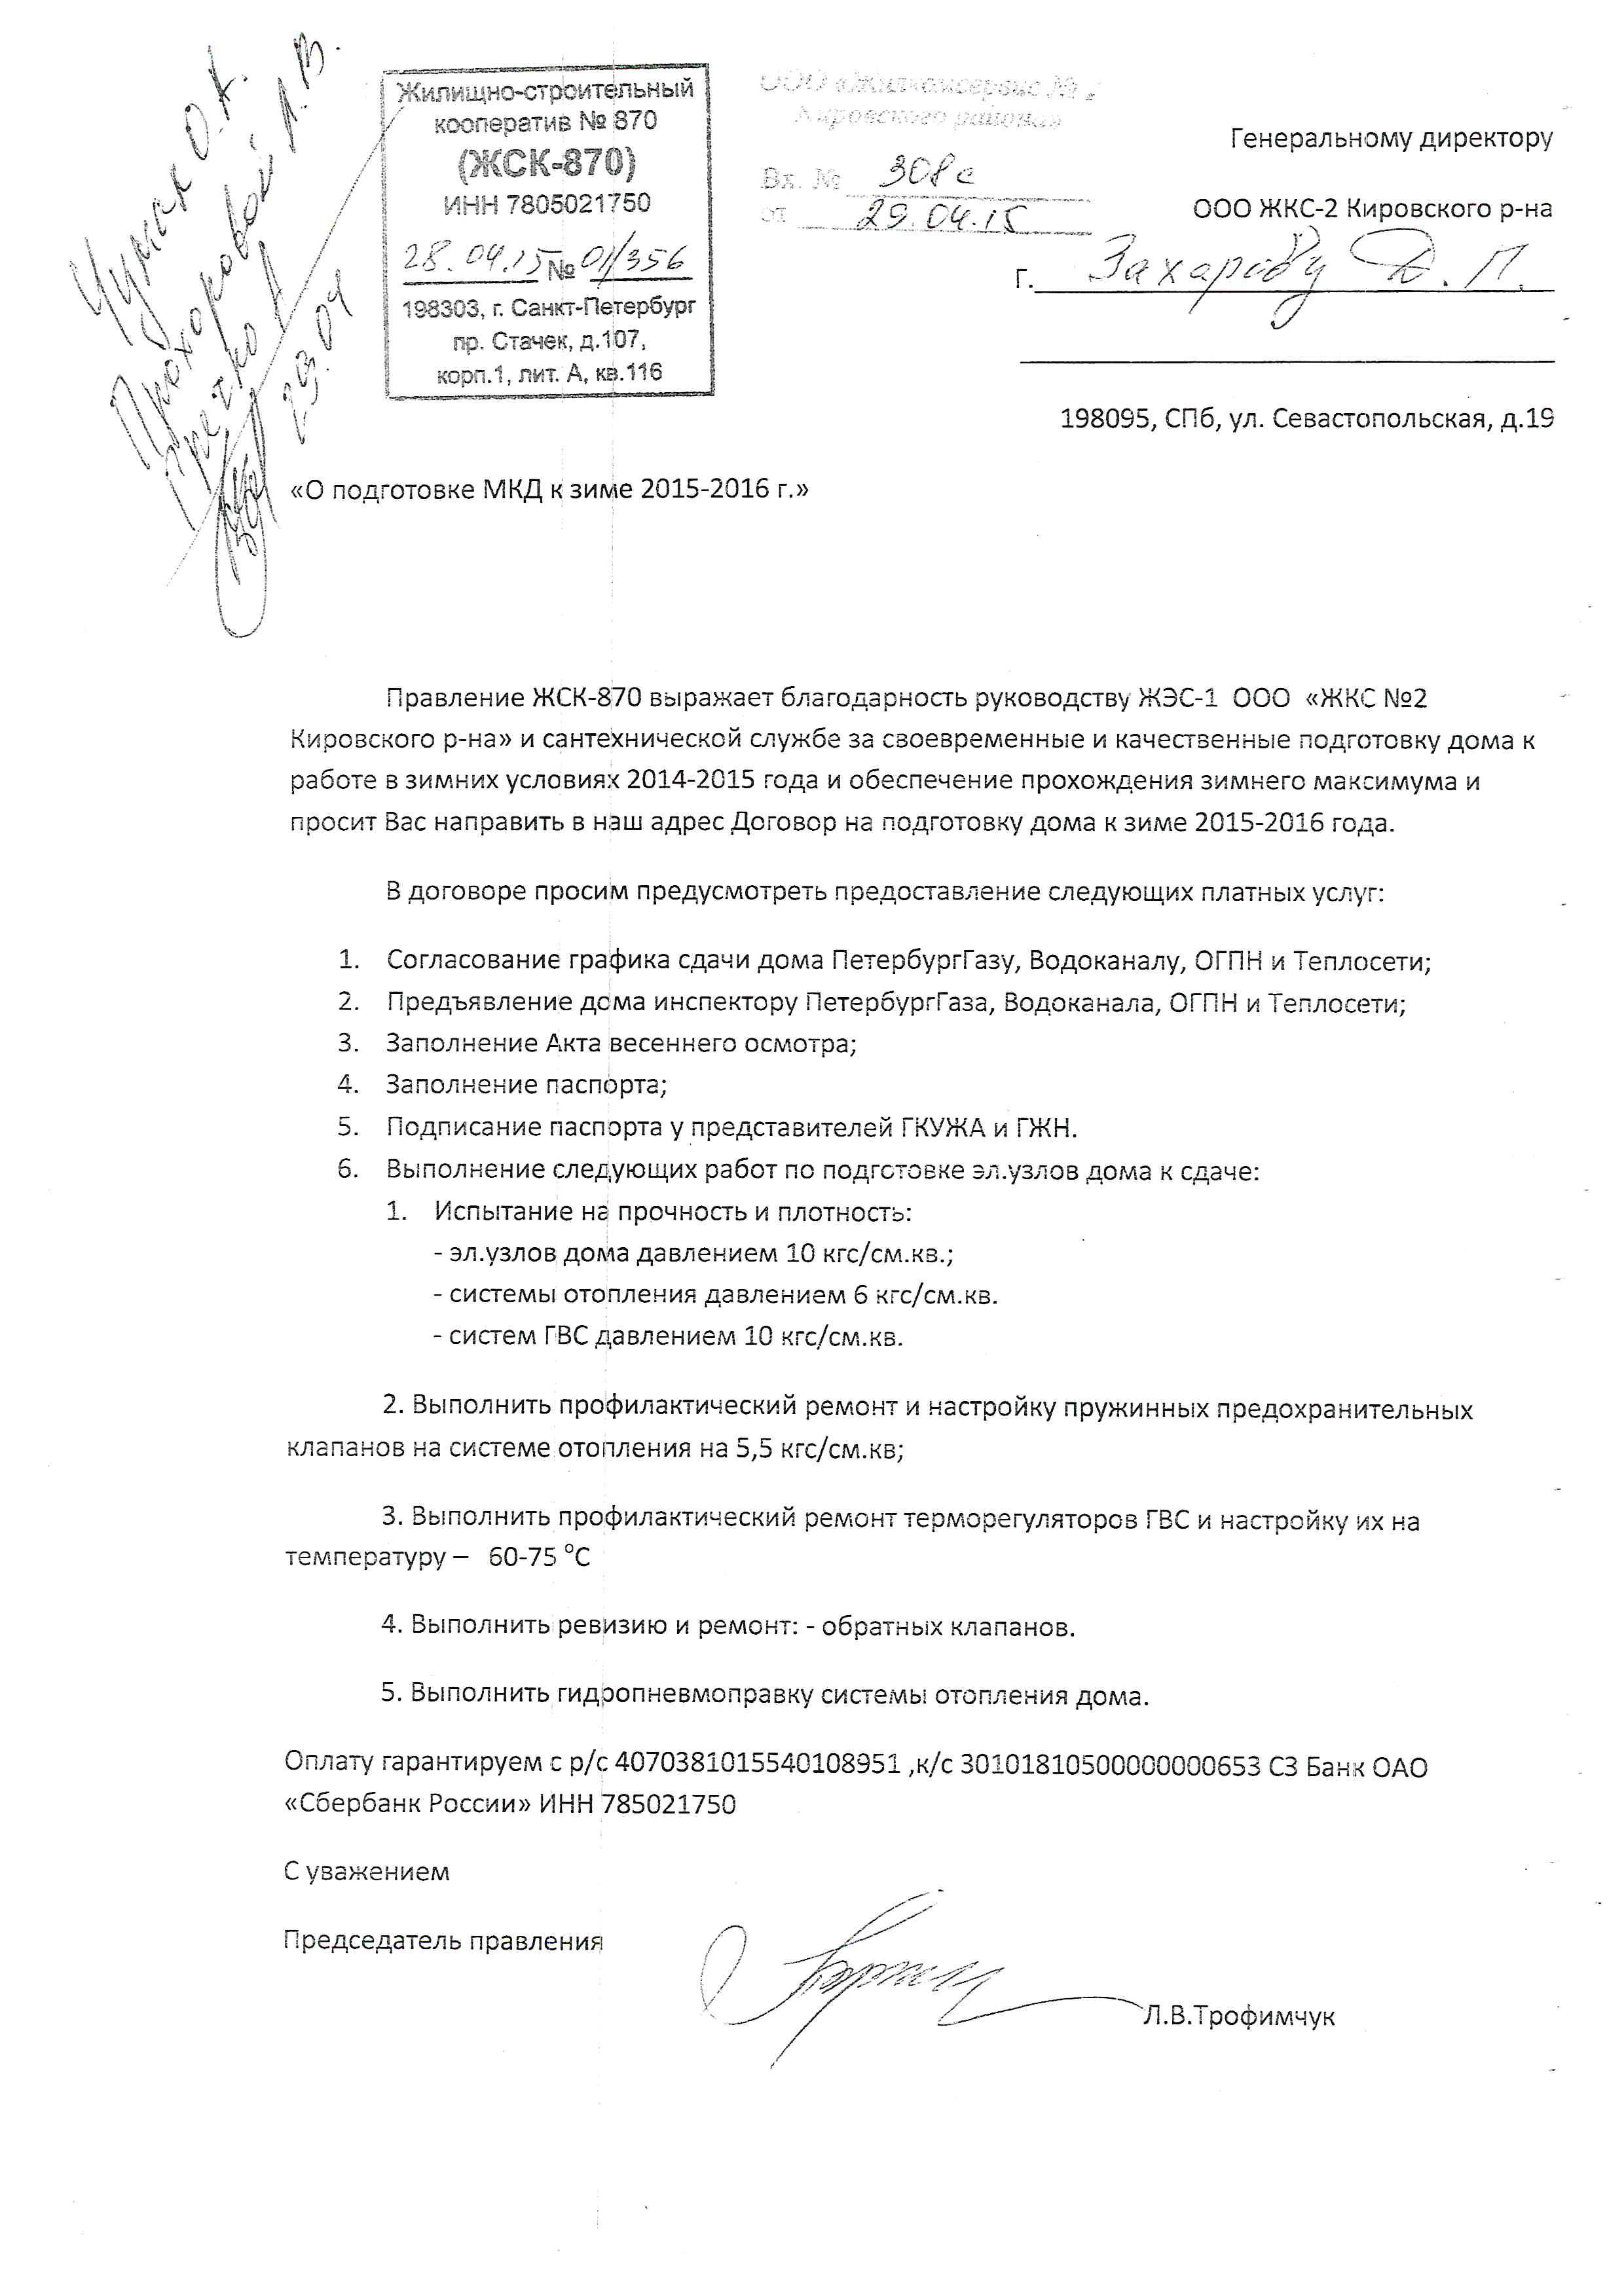 Чумак О.К.
Прохоровой Л.В.
29.04
Жилищно-строительный
кооператив № 870
(ЖСК-870)
ИНН 7805021750
28.04.15 № 01/356
198303, г. Санкт-Петербург
пр. Стачек, д.107,
корп.1, лит. А, кв.116
ООО «Жилкомсервис № 2
Кировского района»
Вх. № 308с
от 29.04.15
Генеральному директору
ООО ЖКС-2 Кировского р-на
г. Захарову Д. П.
198095, СПб, ул. Севастопольская, д.19
«О подготовке МКД к зиме 2015-2016 г.»
Правление ЖСК-870 выражает благодарность руководству ЖЭС-1 ООО «ЖКС №2
Кировского р-на» и сантехнической службе за своевременные и качественные подготовку дома к
работе в зимних условиях 2014-2015 года и обеспечение прохождения зимнего максимума и
просит Вас направить в наш адрес Договор на подготовку дома к зиме 2015-2016 года.
В договоре просим предусмотреть предоставление следующих платных услуг:
1. Согласование графика сдачи дома ПетербургГазу, Водоканалу, ОГПН и Теплосети;
2. Предъявление дома инспектору ПетербургГаза, Водоканала, ОГПН и Теплосети;
3. Заполнение Акта весеннего осмотра;
4. Заполнение паспорта;
5. Подписание паспорта у представителей ГКУЖА и ГЖН.
6. Выполнение следующих работ по подготовке эл.узлов дома к сдаче:
1. Испытание на прочность и плотность:
- эл.узлов дома давлением 10 кгс/см.кв.;
- системы отопления давлением 6 кгс/см.кв.
- систем ГВС давлением 10 кгс/см.кв.
2. Выполнить профилактический ремонт и настройку пружинных предохранительных
клапанов на системе отопления на 5,5 кгс/см.кв;
3. Выполнить профилактический ремонт терморегуляторов ГВС и настройку их на
температуру – 60-75 °С
4. Выполнить ревизию и ремонт: - обратных клапанов.
5. Выполнить гидропневмоправку системы отопления дома.
Оплату гарантируем с р/с 4070381015540108951 ,к/с 30101810500000000653 СЗ Банк ОАО
«Сбербанк России» ИНН 785021750
С уважением
Председатель правления
Л.В.Трофимчук